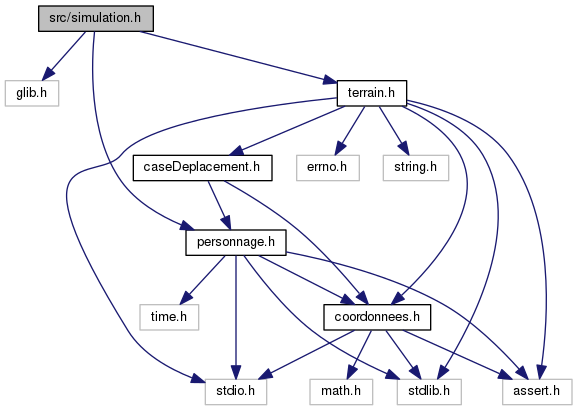 src/simulation.h
glib.h
terrain.h
caseDeplacement.h
errno.h
string.h
personnage.h
time.h
coordonnees.h
stdio.h
math.h
stdlib.h
assert.h